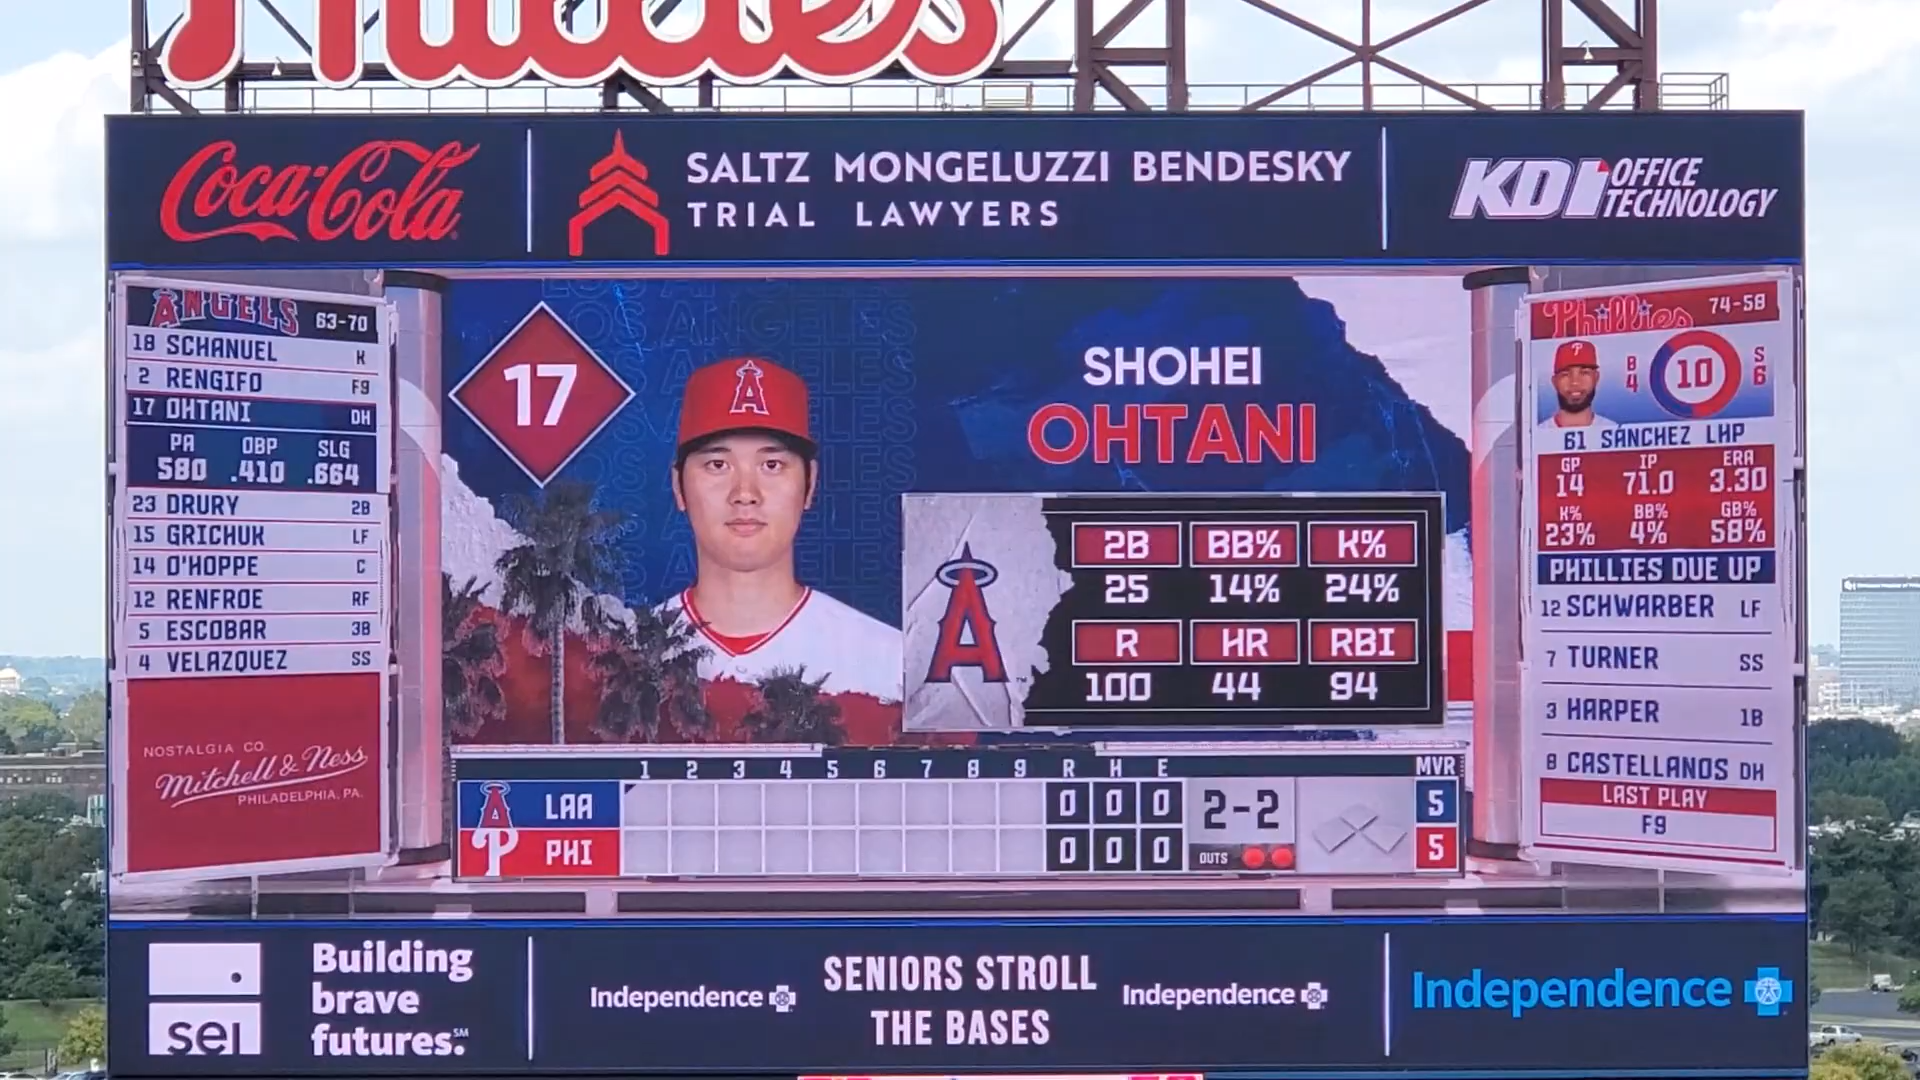 Phillies
Coca-Cola
SALTZ MONGELUZZI BENDESKY
TRIAL LAWYERS
KDI OFFICE
TECHNOLOGY
ANGELS 63-70
18 SCHANUEL K
2 RENGIFO F9
17 OHTANI DH
PA OBP SLG
580 .410 .664
23 DRURY 2B
15 GRICHUK LF
14 O'HOPPE C
12 RENFROE RF
5 ESCOBAR 3B
4 VELAZQUEZ SS
NOSTALGIA CO.
Mitchell & Ness
PHILADELPHIA, PA.
17
A
SHOHEI
OHTANI
A
2B BB% K%
25 14% 24%
R HR RBI
100 44 94
1 2 3 4 5 6 7 8 9 R H E MVR
A LAA 0 0 0 2-2 5
P PHI 0 0 0 OUTS 5
Phillies 74-58
B 4 10 S 6
61 SANCHEZ LHP
GP IP ERA
14 71.0 3.30
K% BB% GB%
23% 4% 58%
PHILLIES DUE UP
12 SCHWARBER LF
7 TURNER SS
3 HARPER 1B
8 CASTELLANOS DH
LAST PLAY
F9
sei
Building
brave
futures.℠
Independence
SENIORS STROLL
THE BASES
Independence
Independence